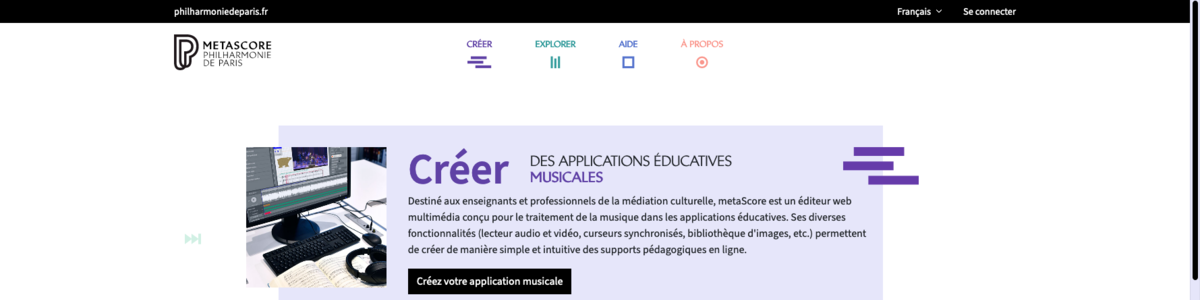 philharmoniedeparis.fr
Français
Se connecter
METASCORE
PHILHARMONIE
DE PARIS
CRÉER
EXPLORER
AIDE
À PROPOS
Créer
DES APPLICATIONS ÉDUCATIVES
MUSICALES
Destiné aux enseignants et professionnels de la médiation culturelle, metaScore est un éditeur web
multimédia conçu pour le traitement de la musique dans les applications éducatives. Ses diverses
fonctionnalités (lecteur audio et vidéo, curseurs synchronisés, bibliothèque d'images, etc.) permettent
de créer de manière simple et intuitive des supports pédagogiques en ligne.
Créez votre application musicale